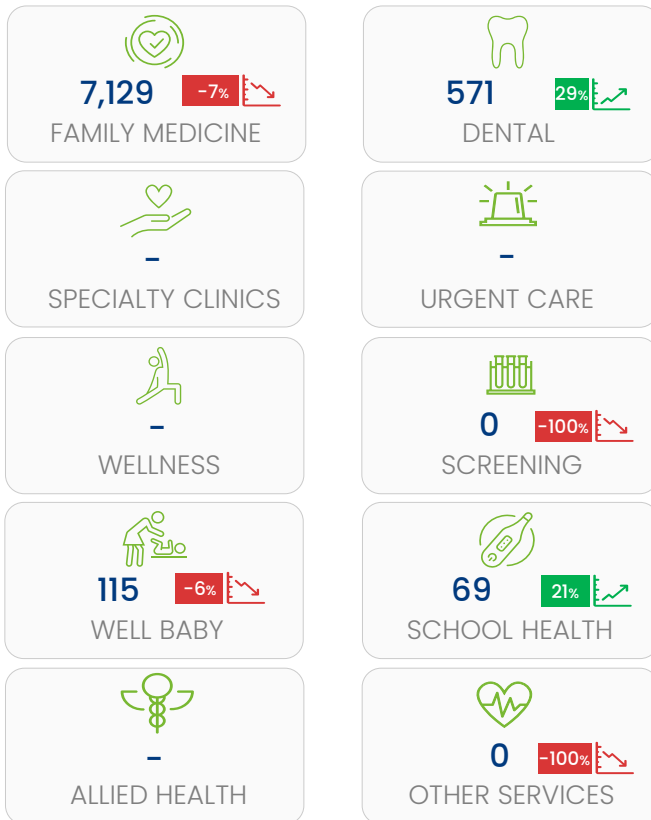 7,129 -7%
FAMILY MEDICINE
571 29%
DENTAL
-
SPECIALTY CLINICS
-
URGENT CARE
-
WELLNESS
0 -100%
SCREENING
115 -6%
WELL BABY
69 21%
SCHOOL HEALTH
-
ALLIED HEALTH
0 -100%
OTHER SERVICES